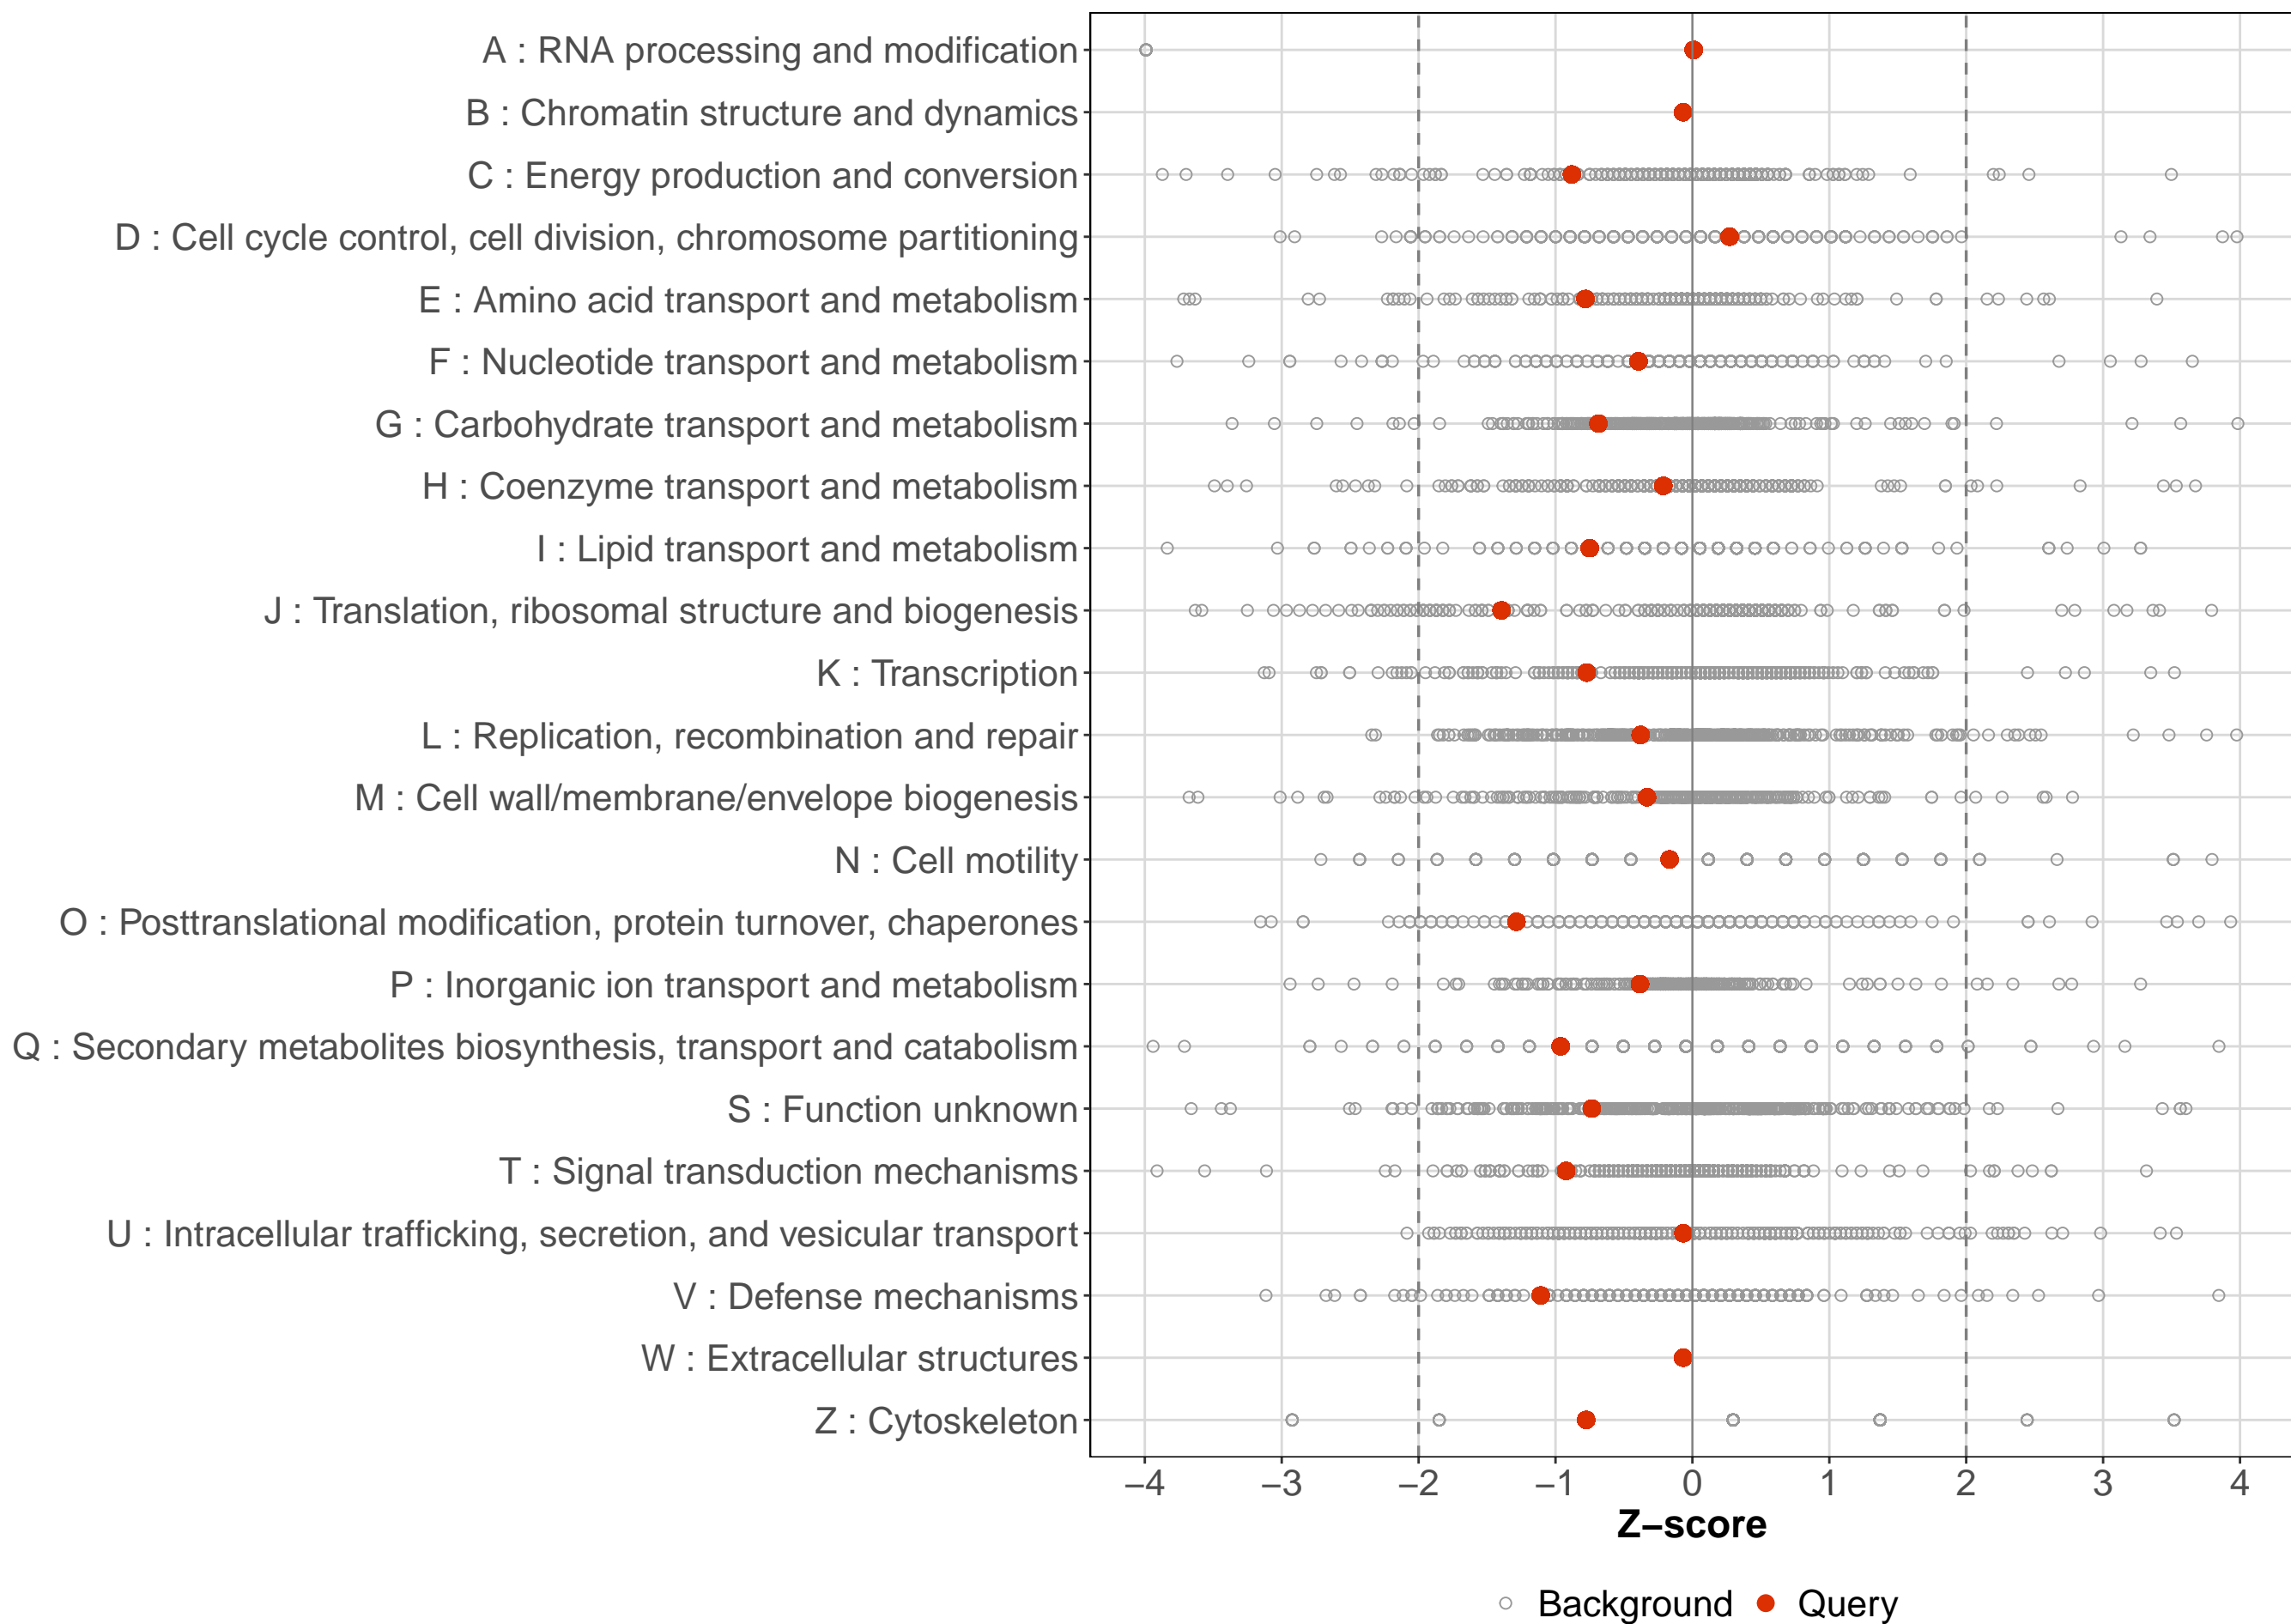 A : RNA processing and modification
B : Chromatin structure and dynamics
C : Energy production and conversion
D : Cell cycle control, cell division, chromosome partitioning
E : Amino acid transport and metabolism
F : Nucleotide transport and metabolism
G : Carbohydrate transport and metabolism
H : Coenzyme transport and metabolism
I : Lipid transport and metabolism
J : Translation, ribosomal structure and biogenesis
K : Transcription
L : Replication, recombination and repair
M : Cell wall/membrane/envelope biogenesis
N : Cell motility
O : Posttranslational modification, protein turnover, chaperones
P : Inorganic ion transport and metabolism
Q : Secondary metabolites biosynthesis, transport and catabolism
S : Function unknown
T : Signal transduction mechanisms
U : Intracellular trafficking, secretion, and vesicular transport
V : Defense mechanisms
W : Extracellular structures
Z : Cytoskeleton
−4 −3 −2 −1 0 1 2 3 4
Z−score
Background Query